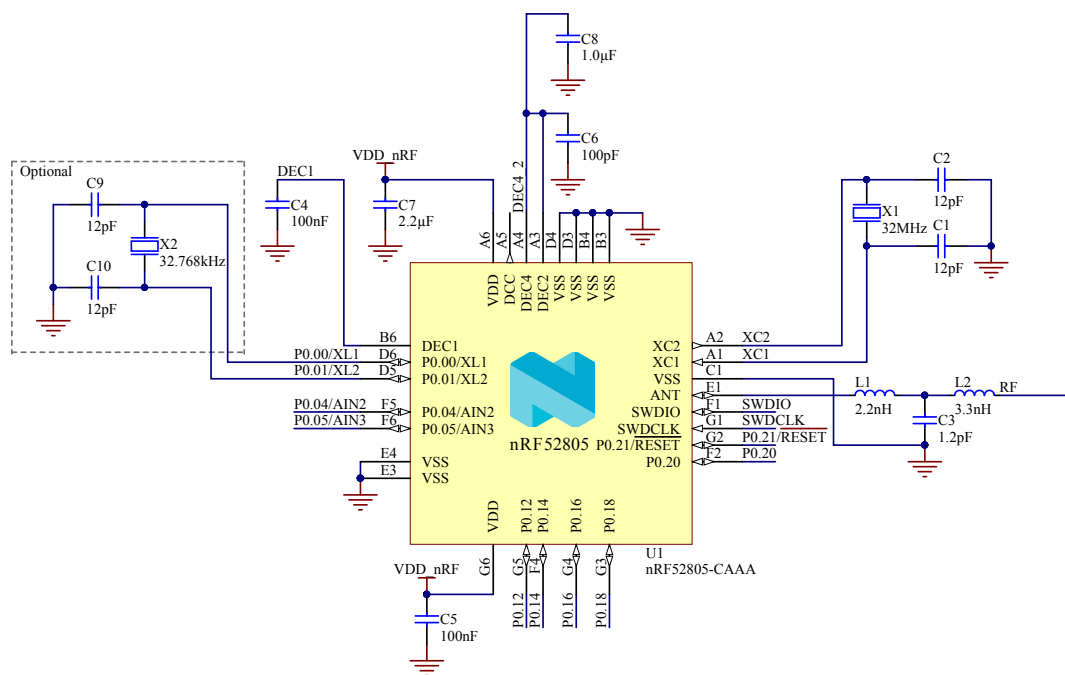 C8
1.0µF
C6
100pF
VDD_nRF
C7
2.2µF
DEC1
C4
100nF
Optional
C9
12pF
X2
32.768kHz
C10
12pF
C2
12pF
X1
32MHz
C1
12pF
DEC4_2
A6
A5
A4
A3
D4
D3
B4
B3
VDD
DCC
DEC4
DEC2
VSS
VSS
VSS
VSS
B6
DEC1
P0.00/XL1
D6
P0.00/XL1
P0.01/XL2
D5
P0.01/XL2
P0.04/AIN2
F5
P0.04/AIN2
P0.05/AIN3
F6
P0.05/AIN3
E4
VSS
E3
VSS
nRF52805
XC2
A2
XC2
XC1
A1
XC1
VSS
C1
ANT
E1
SWDIO
F1
SWDIO
SWDCLK
G1
SWDCLK
P0.21/RESET
G2
P0.21/RESET
P0.20
F2
P0.20
L1
2.2nH
L2
3.3nH
RF
C3
1.2pF
VDD
P0.12
P0.14
P0.16
P0.18
G6
G5
F4
G4
G3
P0.12
P0.14
P0.16
P0.18
U1
nRF52805-CAAA
VDD_nRF
C5
100nF